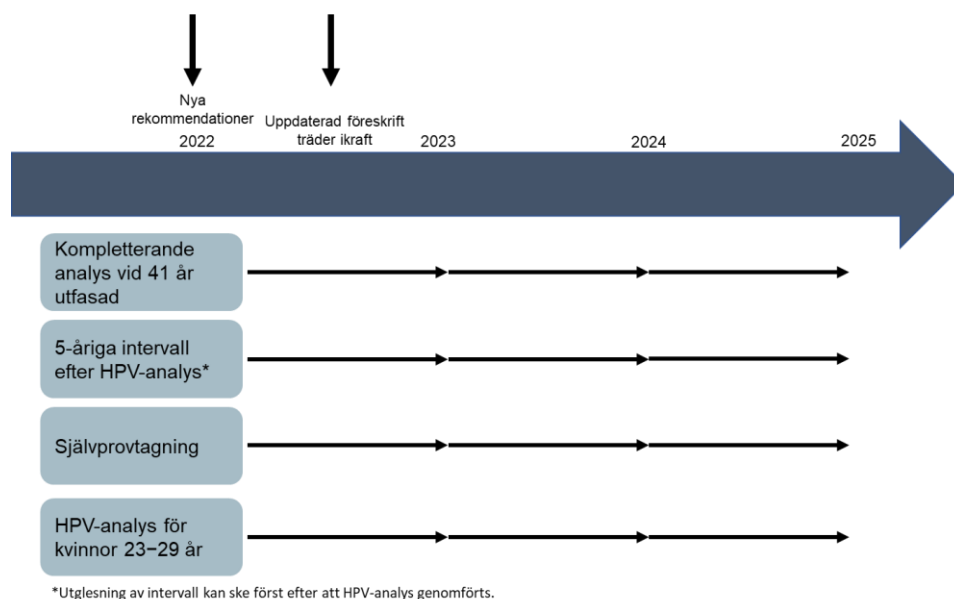 Nya
rekommendationer
2022
Uppdaterad föreskrift
träder ikraft
2023
2024
2025
Kompletterande
analys vid 41 år
utfasad
5-åriga intervall
efter HPV-analys*
Självprovtagning
HPV-analys för
kvinnor 23−29 år
*Utglesning av intervall kan ske först efter att HPV-analys genomförts.